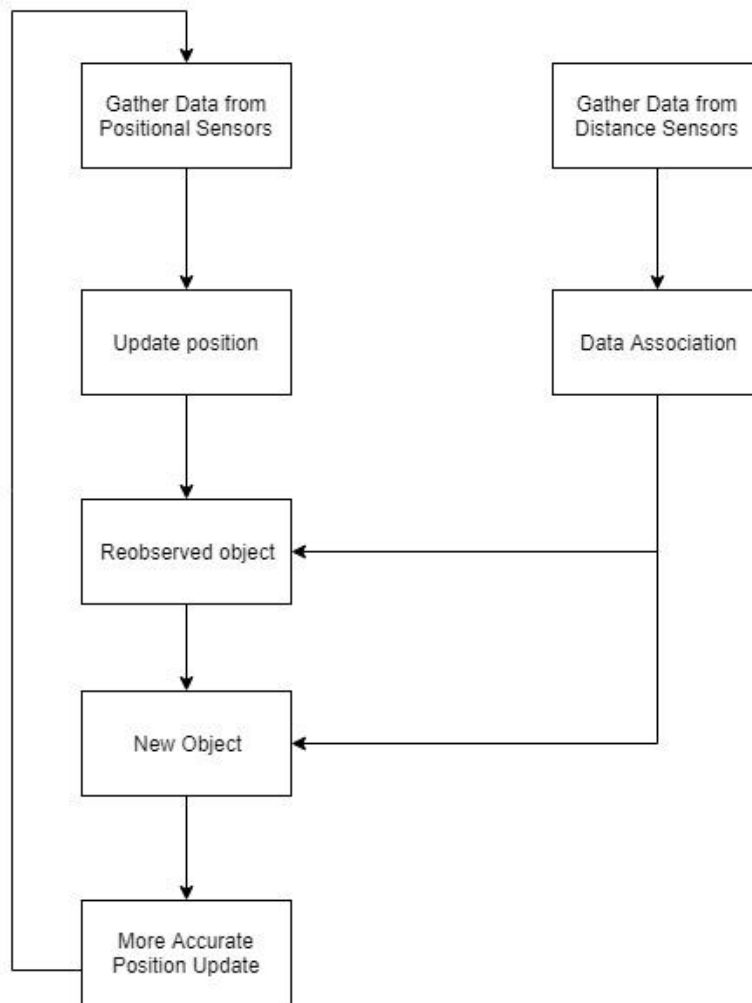 Gather Data from
Positional Sensors
Gather Data from
Distance Sensors
Update position
Data Association
Reobserved object
New Object
More Accurate
Position Update